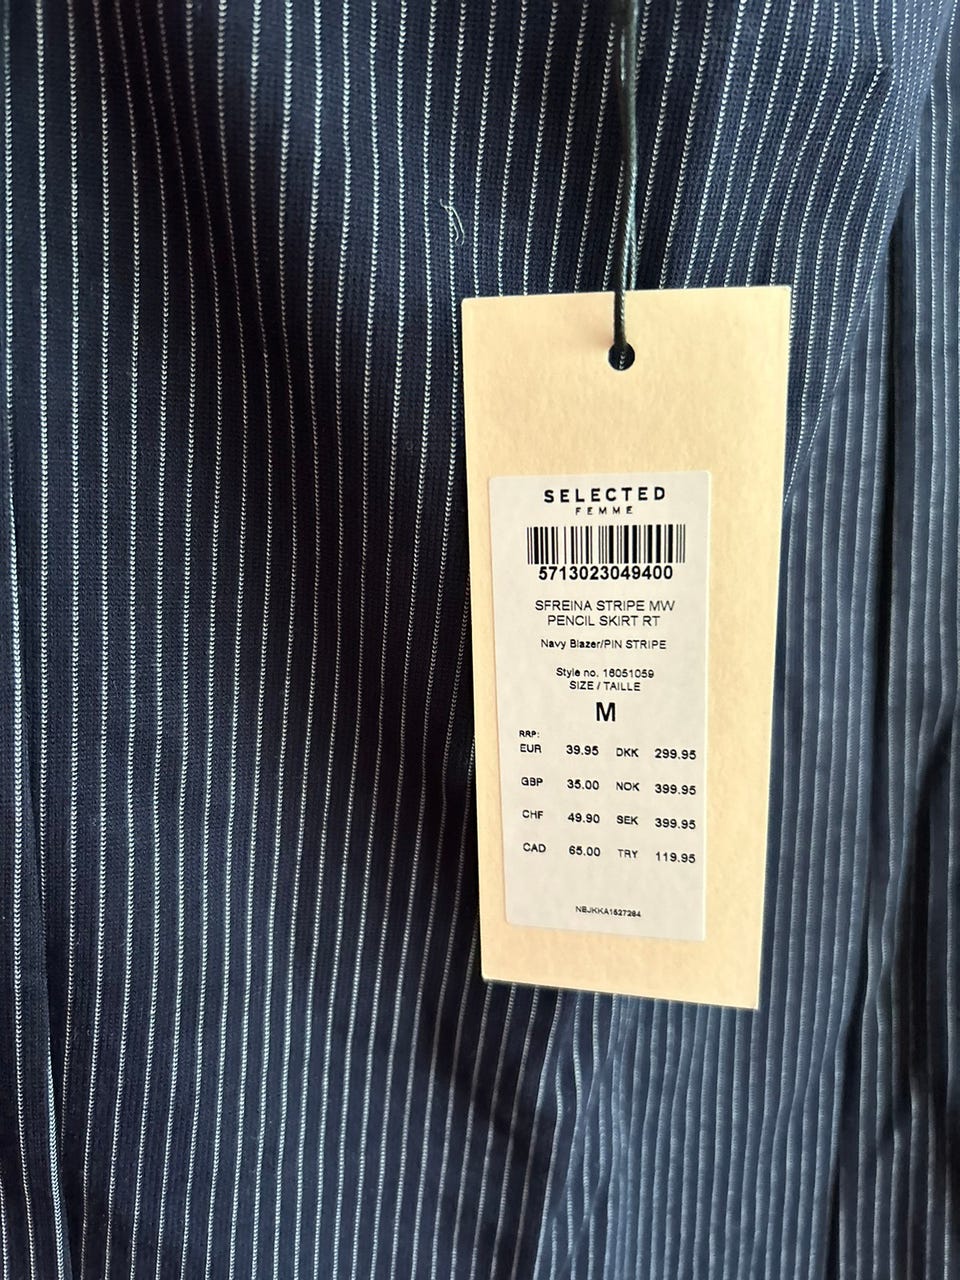 SELECTED
FEMME
5713023049400
SFREINA STRIPE MW
PENCIL SKIRT RT
Navy Blazer/PIN STRIPE
Style no. 16051059
SIZE / TAILLE
M
RRP:
EUR 39.95 DKK 299.95
GBP 35.00 NOK 399.95
CHF 49.90 SEK 399.95
CAD 65.00 TRY 119.95
NBJKKA1527284